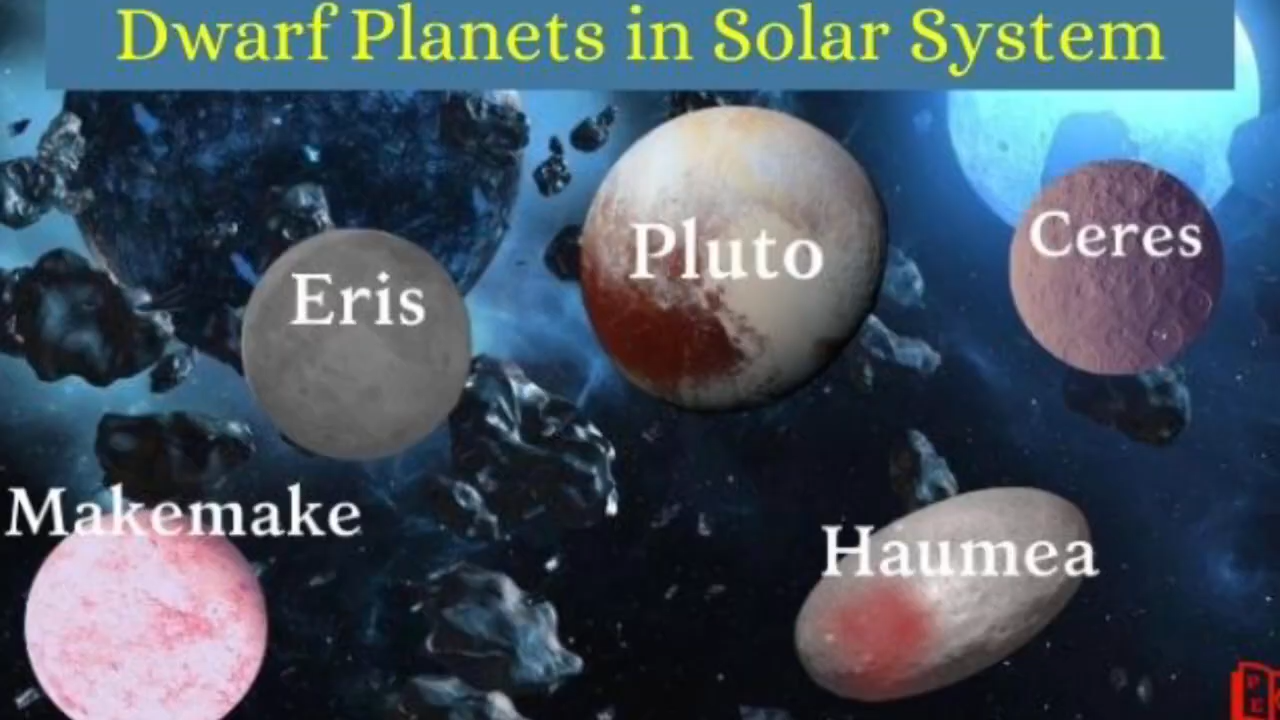 Dwarf Planets in Solar System
Pluto
Ceres
Eris
Makemake
Haumea
P
E